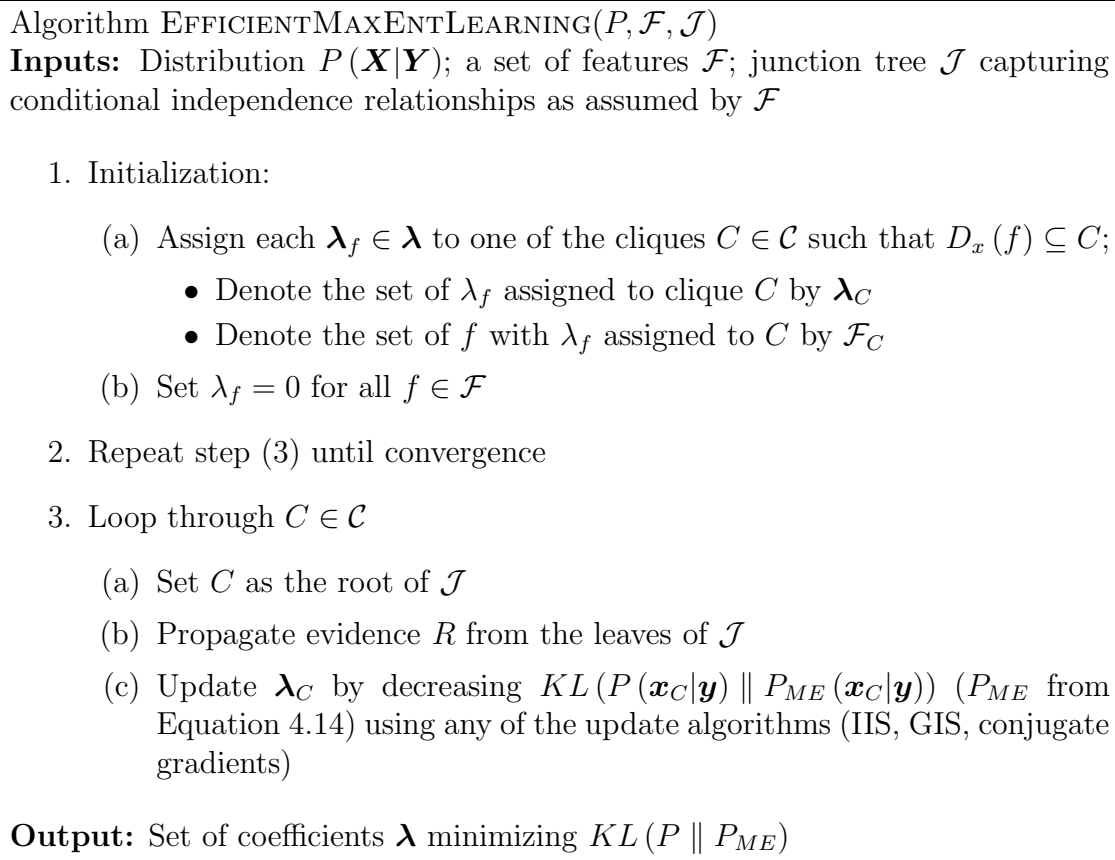 Algorithm EFFICIENTMAXENTLEARNING(P, 𝓕, 𝒥)
Inputs: Distribution P (X|Y); a set of features 𝓕; junction tree 𝒥 capturing
conditional independence relationships as assumed by 𝓕
1. Initialization:
(a) Assign each λ_f ∈ λ to one of the cliques C ∈ 𝒞 such that D_x (f) ⊆ C;
• Denote the set of λ_f assigned to clique C by λ_C
• Denote the set of f with λ_f assigned to C by 𝓕_C
(b) Set λ_f = 0 for all f ∈ 𝓕
2. Repeat step (3) until convergence
3. Loop through C ∈ 𝒞
(a) Set C as the root of 𝒥
(b) Propagate evidence R from the leaves of 𝒥
(c) Update λ_C by decreasing KL (P (x_C|y) ∥ P_ME (x_C|y)) (P_ME from
Equation 4.14) using any of the update algorithms (IIS, GIS, conjugate
gradients)
Output: Set of coefficients λ minimizing KL (P ∥ P_ME)